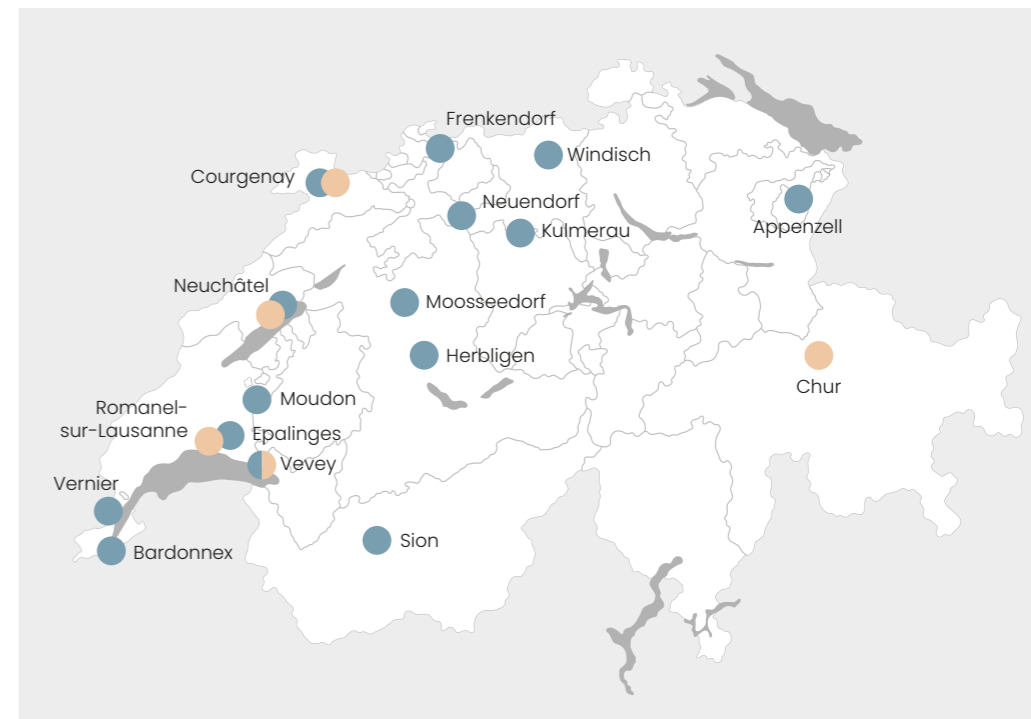 Frenkendorf
Windisch
Courgenay
Neuendorf
Appenzell
Kulmerau
Neuchâtel
Moosseedorf
Herbligen
Chur
Moudon
Romanel-
sur-Lausanne
Epalinges
Vevey
Vernier
Sion
Bardonnex